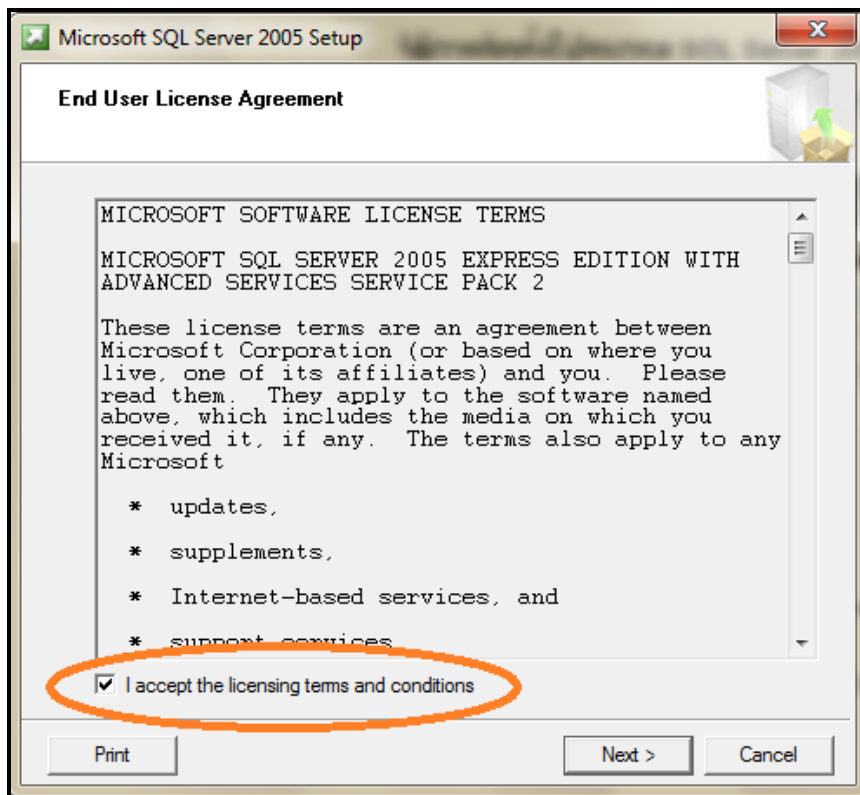 Microsoft SQL Server 2005 Setup
End User License Agreement
MICROSOFT SOFTWARE LICENSE TERMS
MICROSOFT SQL SERVER 2005 EXPRESS EDITION WITH
ADVANCED SERVICES SERVICE PACK 2
These license terms are an agreement between
Microsoft Corporation (or based on where you
live, one of its affiliates) and you.  Please
read them.  They apply to the software named
above, which includes the media on which you
received it, if any.  The terms also apply to any
Microsoft
*  updates,
*  supplements,
*  Internet-based services, and
*  support services
I accept the licensing terms and conditions
Print
Next >
Cancel